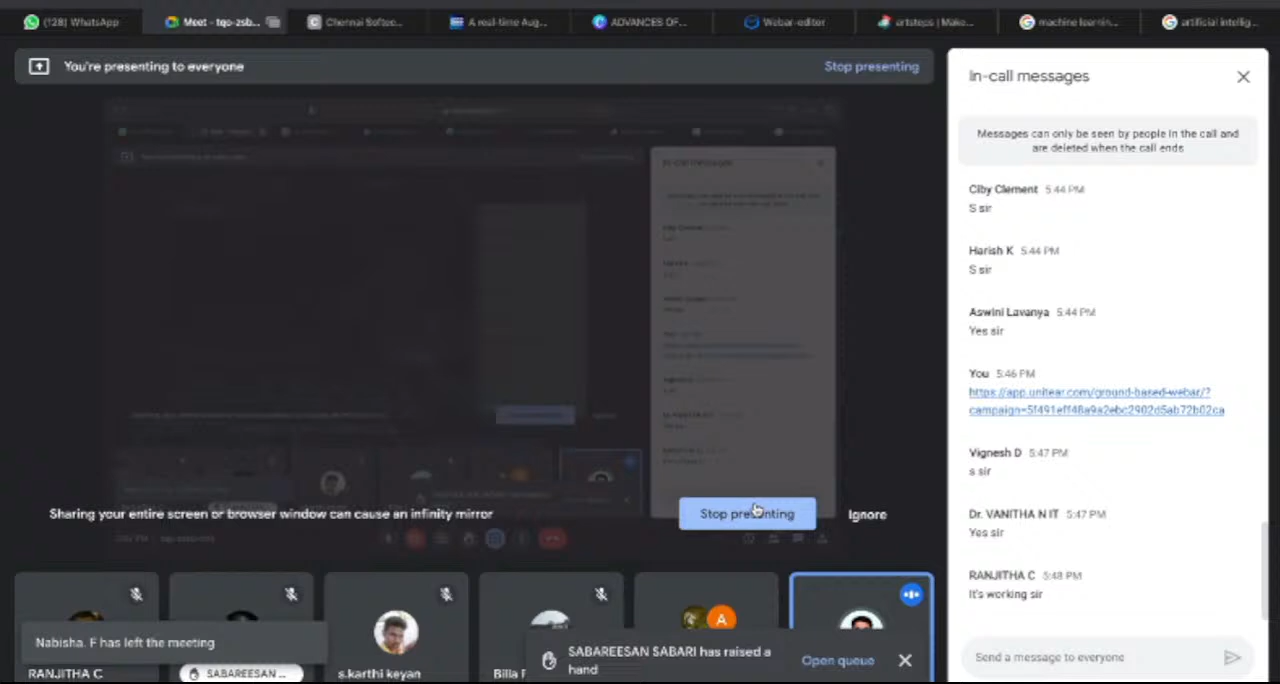 (128) WhatsApp
Meet - tqo-zsb...
Chennai Softec...
A real-time Aug...
ADVANCES OF...
Webar-editor
artsteps | Make...
machine learnin...
artificial intellig...
You're presenting to everyone
Stop presenting
In-call messages
Messages can only be seen by people in the call and
are deleted when the call ends
Ciby Clement 5:44 PM
S sir
Harish K 5:44 PM
S sir
Aswini Lavanya 5:44 PM
Yes sir
You 5:46 PM
https://app.unitear.com/ground-based-webar/?
campaign=5f491eff48a9a2ebc2902d5ab72b02ca
Vignesh D 5:47 PM
s sir
Dr. VANITHA N IT 5:47 PM
Yes sir
RANJITHA C 5:48 PM
It's working sir
Send a message to everyone
Sharing your entire screen or browser window can cause an infinity mirror
Stop presenting
Ignore
Nabisha. F has left the meeting
A
SABAREESAN SABARI has raised a
hand
Open queue
RANJITHA C
SABAREESAN ...
s.karthi keyan
Billa